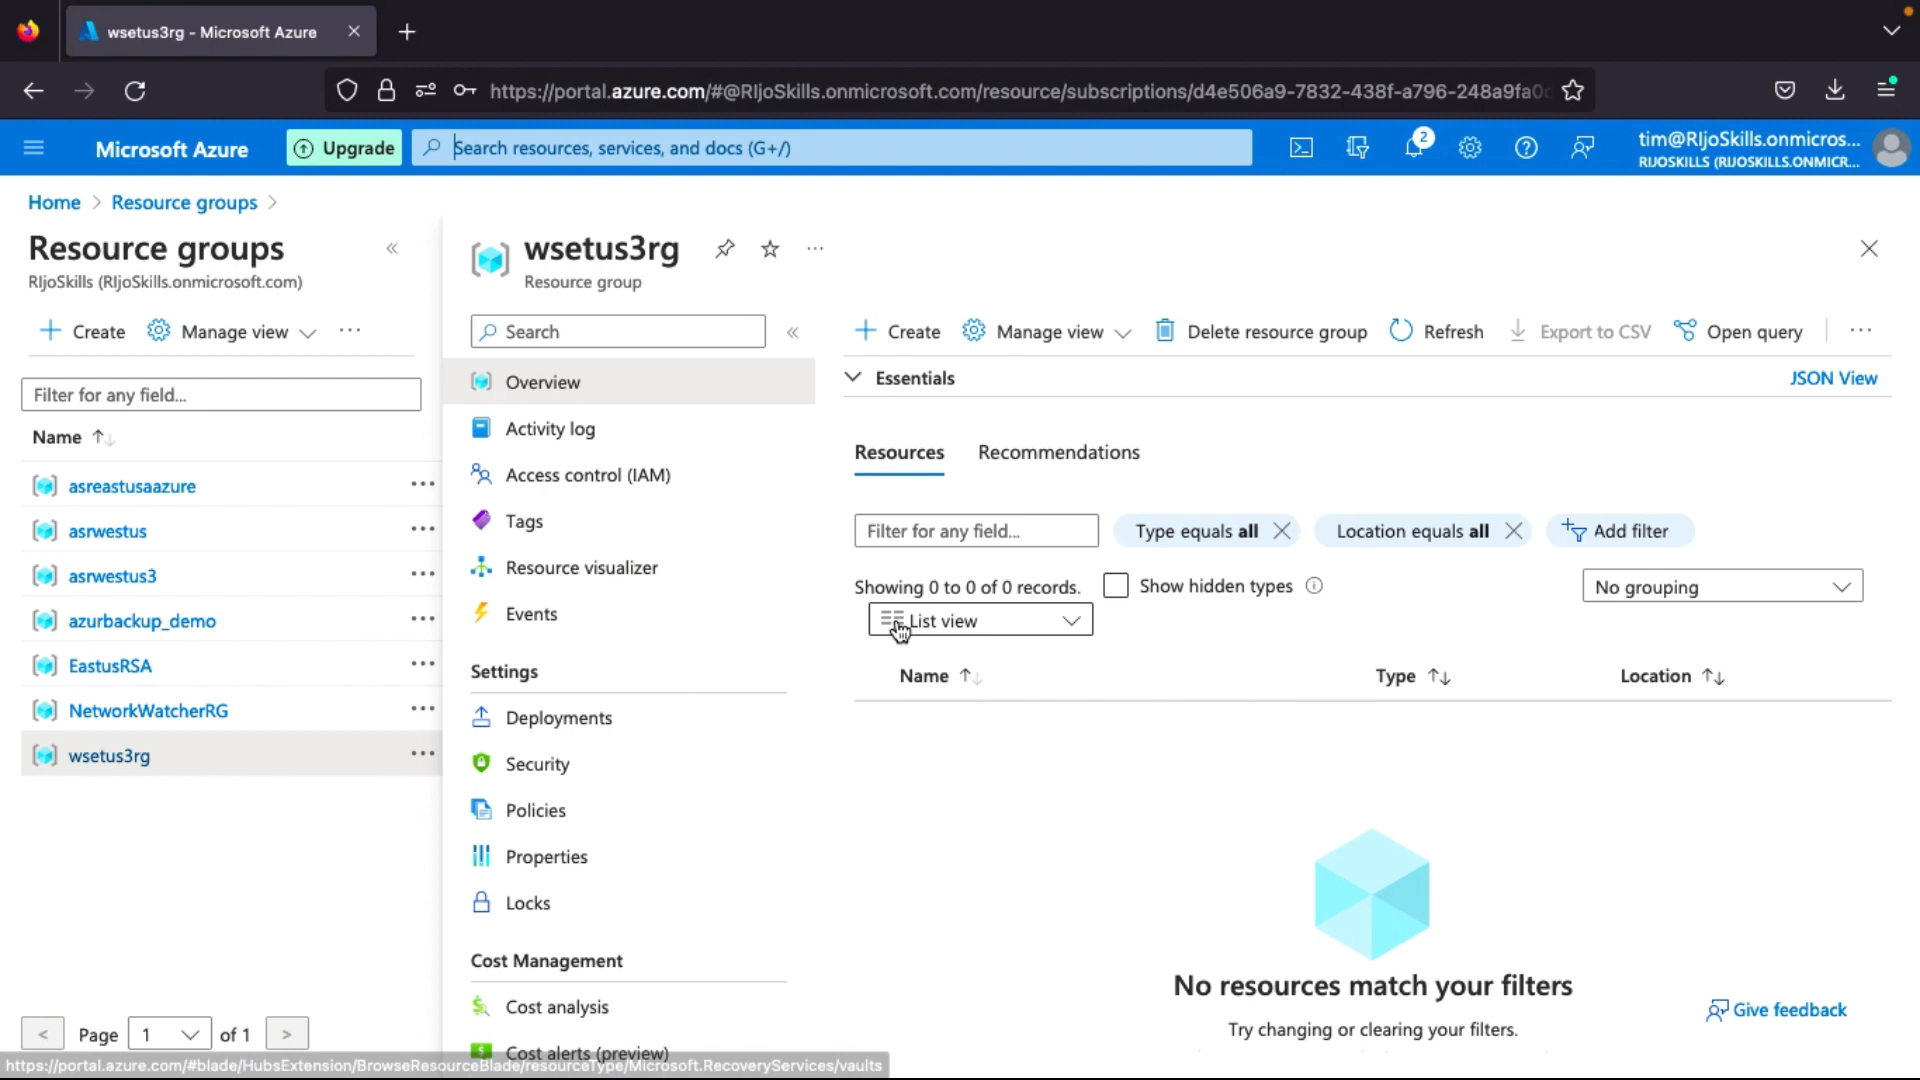 wsetus3rg - Microsoft Azure
https://portal.azure.com/#@RIjoSkills.onmicrosoft.com/resource/subscriptions/d4e506a9-7832-438f-a796-248a9fa0
Microsoft Azure
Upgrade
Search resources, services, and docs (G+/)
2
tim@RIjoSkills.onmicros...
RIJOSKILLS (RIJOSKILLS.ONMICR...
Home > Resource groups >
Resource groups
RIjoSkills (RIjoSkills.onmicrosoft.com)
+ Create
Manage view
...
Filter for any field...
Name
asreastusaazure
asrwestus
asrwestus3
azurbackup_demo
EastusRSA
NetworkWatcherRG
wsetus3rg
< Page 1 of 1 >
wsetus3rg
Resource group
Search
Overview
Activity log
Access control (IAM)
Tags
Resource visualizer
Events
Settings
Deployments
Security
Policies
Properties
Locks
Cost Management
Cost analysis
Cost alerts (preview)
+ Create
Manage view
Delete resource group
Refresh
Export to CSV
Open query
...
Essentials
JSON View
Resources
Recommendations
Filter for any field...
Type equals all
Location equals all
Add filter
Showing 0 to 0 of 0 records.
Show hidden types
No grouping
List view
Name
Type
Location
No resources match your filters
Try changing or clearing your filters.
Give feedback
https://portal.azure.com/#blade/HubsExtension/BrowseResourceBlade/resourceType/Microsoft.RecoveryServices/vaults